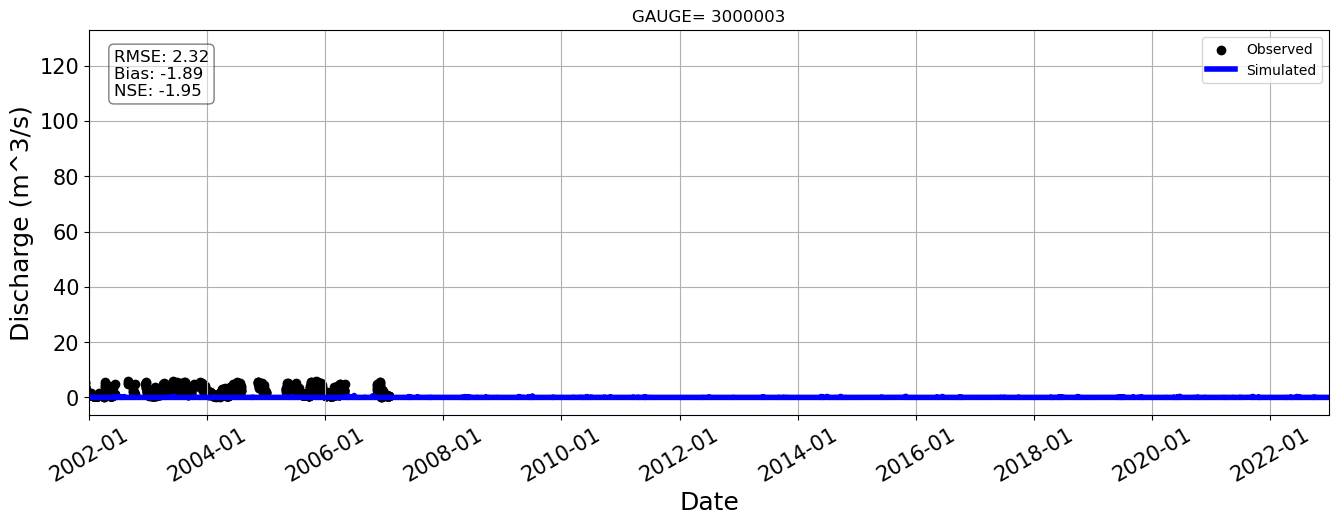 GAUGE= 3000003
RMSE: 2.32
Bias: -1.89
NSE: -1.95
Observed
Simulated
Discharge (m^3/s)
120
100
80
60
40
20
0
2002-01
2004-01
2006-01
2008-01
2010-01
2012-01
2014-01
2016-01
2018-01
2020-01
2022-01
Date